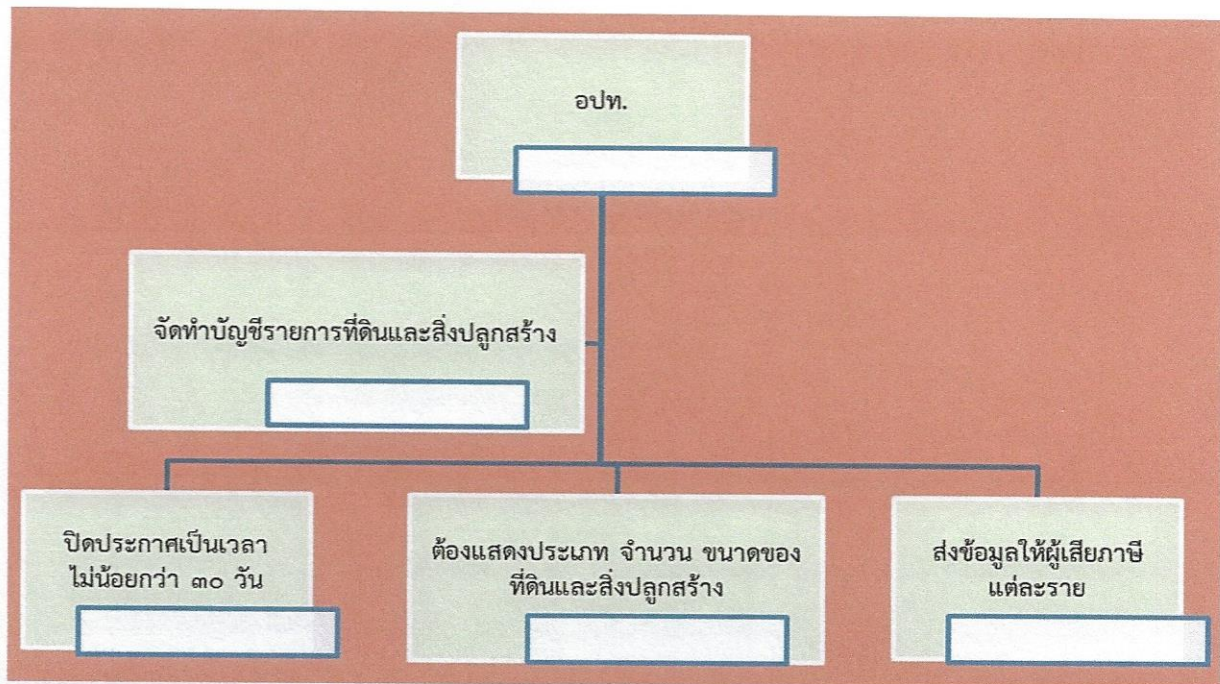 อปท.
จัดทำบัญชีรายการที่ดินและสิ่งปลูกสร้าง
ปิดประกาศเป็นเวลา
ไม่น้อยกว่า ๓๐ วัน
ต้องแสดงประเภท จำนวน ขนาดของ
ที่ดินและสิ่งปลูกสร้าง
ส่งข้อมูลให้ผู้เสียภาษี
แต่ละราย